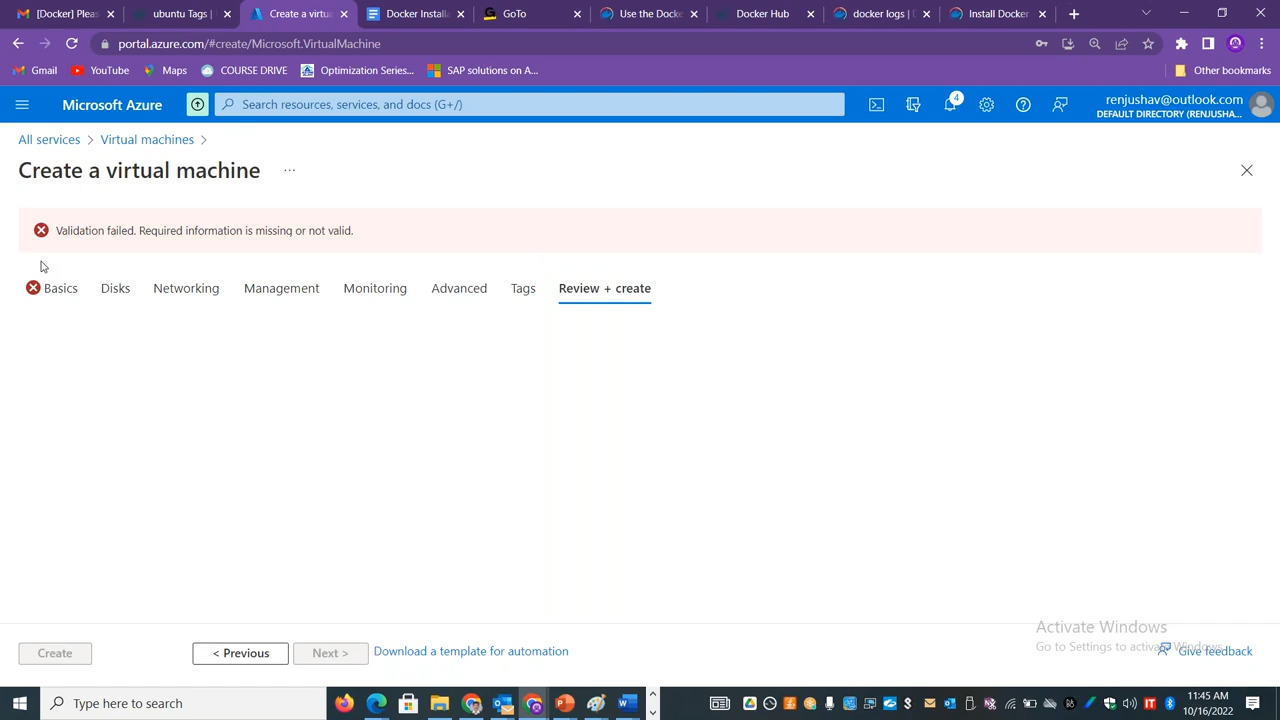 [Docker] Pleas
ubuntu Tags |
Create a virtu
Docker Install
GoTo
Use the Docke
Docker Hub
docker logs | D
Install Docker
portal.azure.com/#create/Microsoft.VirtualMachine
Gmail
YouTube
Maps
COURSE DRIVE
Optimization Series...
SAP solutions on A...
Other bookmarks
Microsoft Azure
Search resources, services, and docs (G+/)
4
renjushav@outlook.com
DEFAULT DIRECTORY (RENJUSHA...
All services > Virtual machines >
Create a virtual machine ...
Validation failed. Required information is missing or not valid.
Basics
Disks
Networking
Management
Monitoring
Advanced
Tags
Review + create
Activate Windows
Go to Settings to activate Windows.
Create
< Previous
Next >
Download a template for automation
Give feedback
Type here to search
11:45 AM
10/16/2022